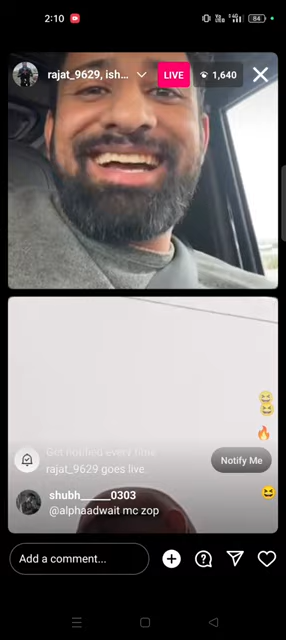 2:10
84
rajat_9629, ish...
LIVE
1,640
Get notified every time
rajat_9629 goes live.
Notify Me
shubh______0303
@alphaadwait mc zop
Add a comment...